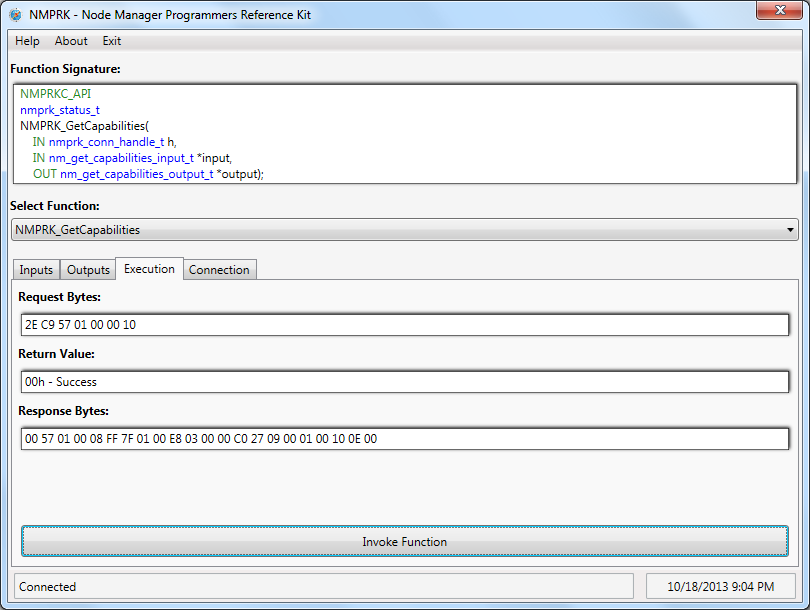 NMPRK - Node Manager Programmers Reference Kit
Help About Exit
Function Signature:
NMPRKC_API
nmprk_status_t
NMPRK_GetCapabilities(
IN nmprk_conn_handle_t h,
IN nm_get_capabilities_input_t *input,
OUT nm_get_capabilities_output_t *output);
Select Function:
NMPRK_GetCapabilities
Inputs Outputs Execution Connection
Request Bytes:
2E C9 57 01 00 00 10
Return Value:
00h - Success
Response Bytes:
00 57 01 00 08 FF 7F 01 00 E8 03 00 00 C0 27 09 00 01 00 10 0E 00
Invoke Function
Connected 10/18/2013 9:04 PM